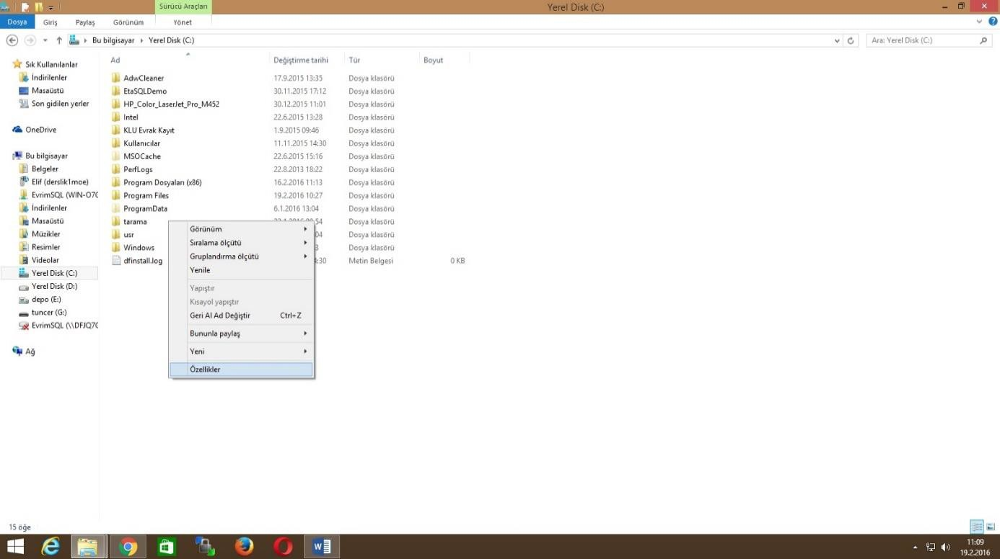 Sürücü Araçları
Yerel Disk (C:)
Dosya Giriş Paylaş Görünüm Yönet
Bu bilgisayar Yerel Disk (C:) Ara: Yerel Disk (C:)
Sık Kullanılanlar
İndirilenler
Masaüstü
Son gidilen yerler
OneDrive
Bu bilgisayar
Belgeler
Elif (derslik1moe)
EvrimSQL (WIN-O7C
İndirilenler
Masaüstü
Müzikler
Resimler
Videolar
Yerel Disk (C:)
Yerel Disk (D:)
depo (E:)
tuncer (G:)
EvrimSQL (\\DFJQ7C
Ağ
Ad Değiştirme tarihi Tür Boyut
AdwCleaner 17.9.2015 13:35 Dosya klasörü
EtaSQLDemo 30.11.2015 17:12 Dosya klasörü
HP_Color_LaserJet_Pro_M452 30.12.2015 11:01 Dosya klasörü
Intel 22.6.2015 13:28 Dosya klasörü
KLU Evrak Kayıt 1.9.2015 09:46 Dosya klasörü
Kullanıcılar 11.11.2015 14:30 Dosya klasörü
MSOCache 22.6.2015 15:16 Dosya klasörü
PerfLogs 22.8.2013 18:22 Dosya klasörü
Program Dosyaları (x86) 16.2.2016 11:13 Dosya klasörü
Program Files 19.2.2016 10:27 Dosya klasörü
ProgramData 6.1.2016 13:04 Dosya klasörü
tarama Dosya klasörü
usr 04 Dosya klasörü
Windows 3 Dosya klasörü
dfinstall.log 4:30 Metin Belgesi 0 KB
Görünüm
Sıralama ölçütü
Gruplandırma ölçütü
Yenile
Yapıştır
Kısayol yapıştır
Geri Al Ad Değiştir Ctrl+Z
Bununla paylaş
Yeni
Özellikler
15 öğe
11:09
19.2.2016